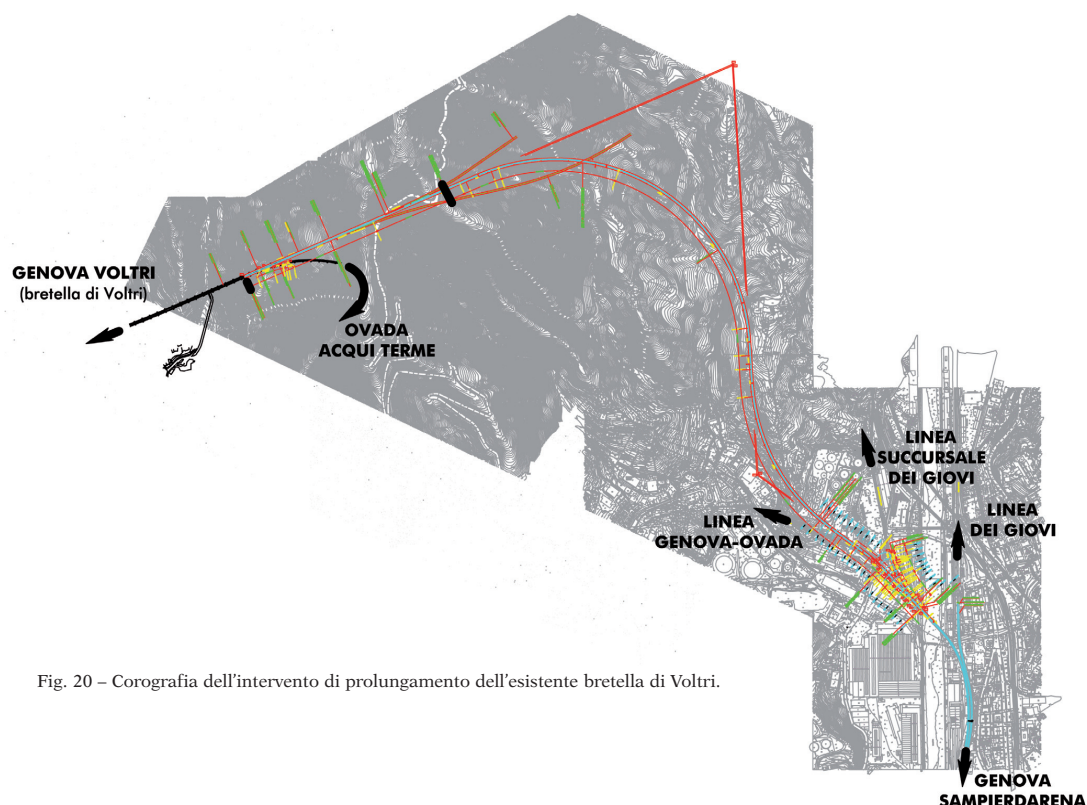 GENOVA VOLTRI
(bretella di Voltri)
OVADA
ACQUI TERME
LINEA
SUCCURSALE
DEI GIOVI
LINEA
DEI GIOVI
LINEA
GENOVA-OVADA
Fig. 20 – Corografia dell'intervento di prolungamento dell'esistente bretella di Voltri.
GENOVA
SAMPIERDARENA